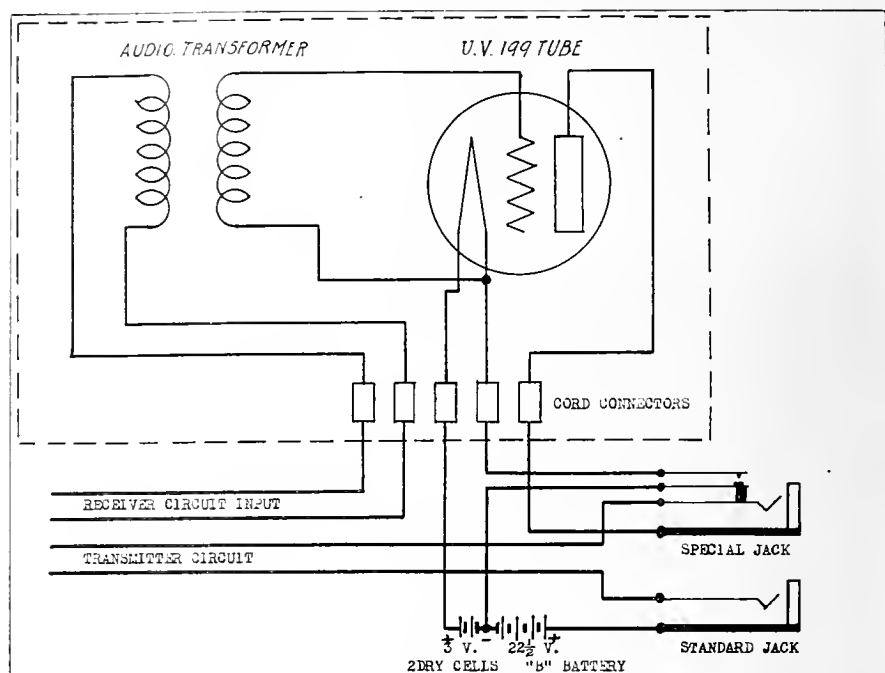 AUDIO. TRANSFORMER
U.V. 199 TUBE
CORD CONNECTORS
RECEIVER CIRCUIT INPUT
TRANSMITTER CIRCUIT
SPECIAL JACK
+ 3 V. - 22½ V. +
2DRY CELLS "B" BATTERY
STANDARD JACK